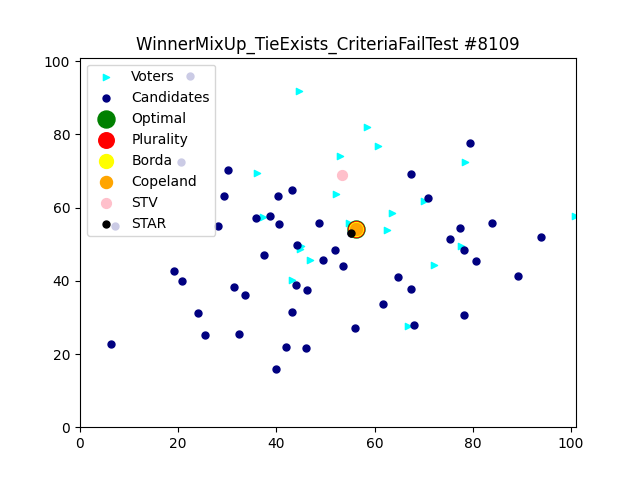 WinnerMixUp_TieExists_CriteriaFailTest #8109
100
80
60
40
20
0
Voters
Candidates
Optimal
Plurality
Borda
Copeland
STV
STAR
0 20 40 60 80 100